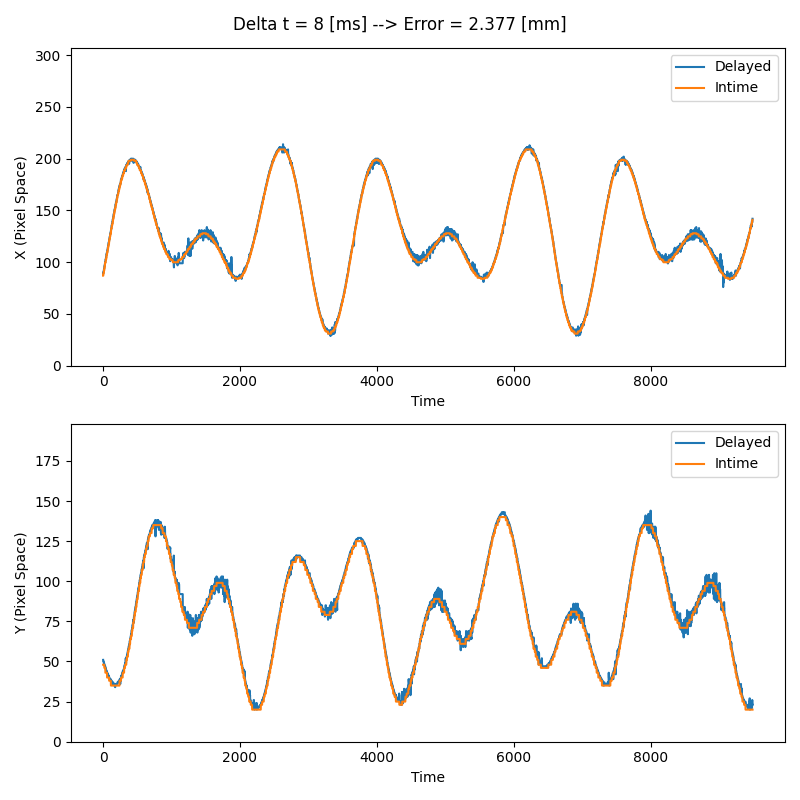 Delta t = 8 [ms] --> Error = 2.377 [mm]
300
250
200
150
100
50
0
X (Pixel Space)
Delayed
Intime
0 2000 4000 6000 8000
Time
175
150
125
100
75
50
25
0
Y (Pixel Space)
Delayed
Intime
0 2000 4000 6000 8000
Time